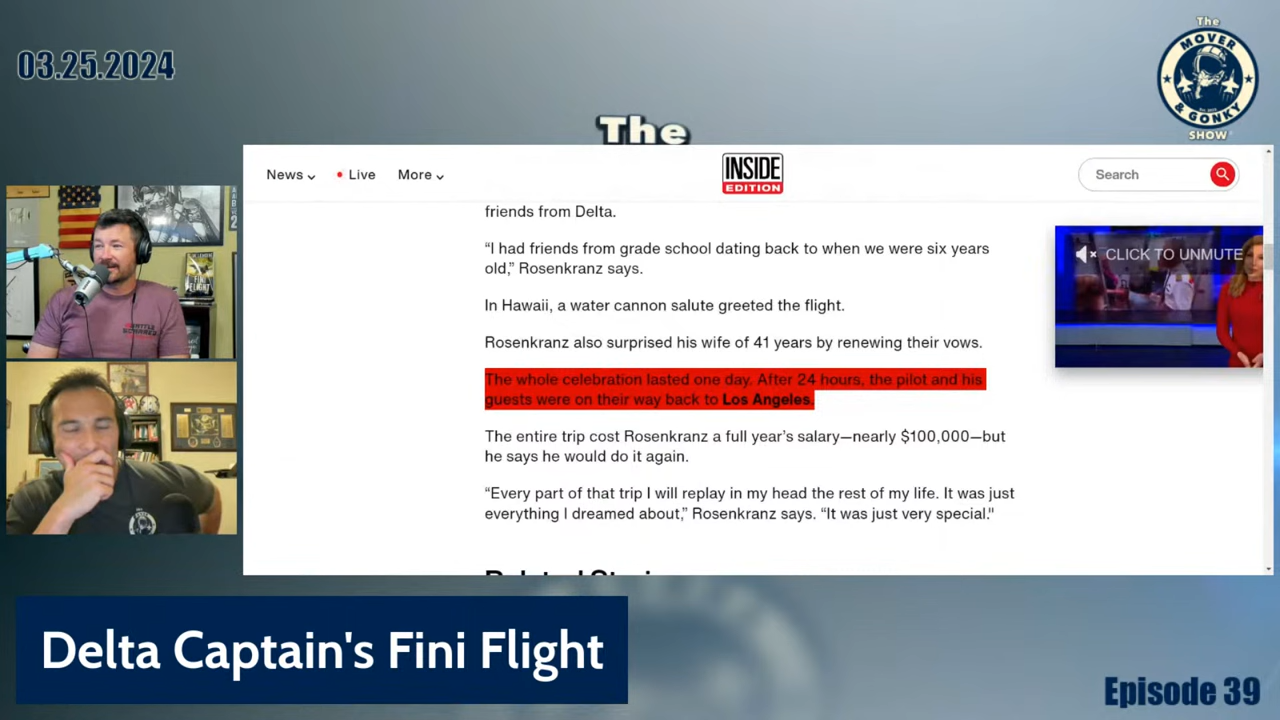 03.25.2024
The
MOVER
& GONKY
SHOW
The
News
Live
More
INSIDE
EDITION
Search
friends from Delta.
“I had friends from grade school dating back to when we were six years
old,” Rosenkranz says.
In Hawaii, a water cannon salute greeted the flight.
Rosenkranz also surprised his wife of 41 years by renewing their vows.
The whole celebration lasted one day. After 24 hours, the pilot and his
guests were on their way back to Los Angeles.
The entire trip cost Rosenkranz a full year’s salary—nearly $100,000—but
he says he would do it again.
“Every part of that trip I will replay in my head the rest of my life. It was just
everything I dreamed about,” Rosenkranz says. “It was just very special."
CLICK TO UNMUTE
FINI
FLIGHT
Delta Captain's Fini Flight
Episode 39